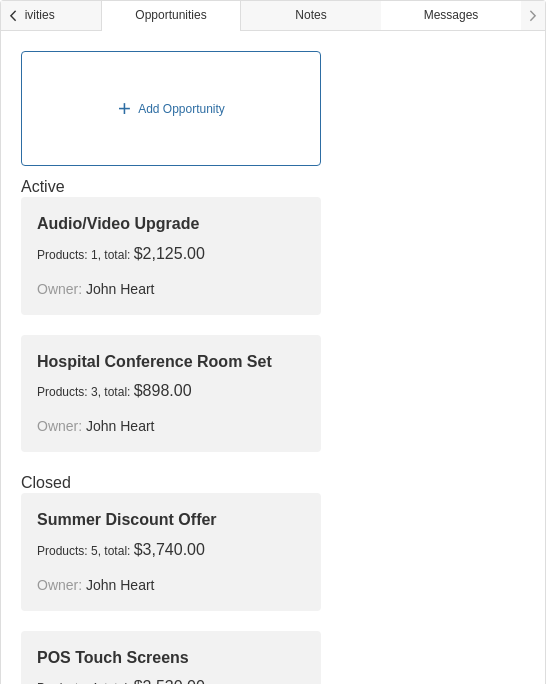 ivities Opportunities Notes Messages
+ Add Opportunity
Active
Audio/Video Upgrade
Products: 1, total: $2,125.00
Owner: John Heart
Hospital Conference Room Set
Products: 3, total: $898.00
Owner: John Heart
Closed
Summer Discount Offer
Products: 5, total: $3,740.00
Owner: John Heart
POS Touch Screens